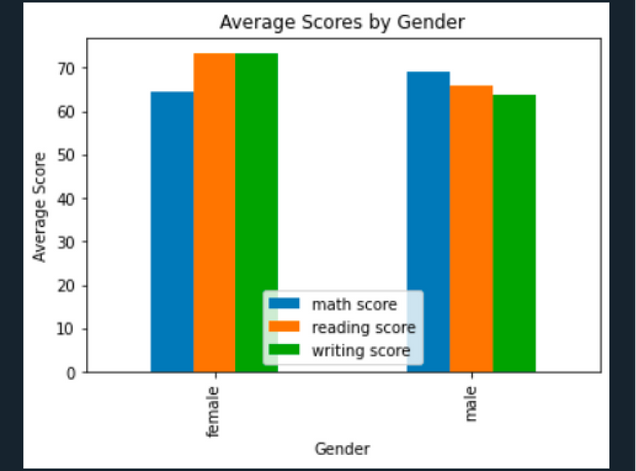 Average Scores by Gender
Average Score
70
60
50
40
30
20
10
0
math score
reading score
writing score
female
male
Gender